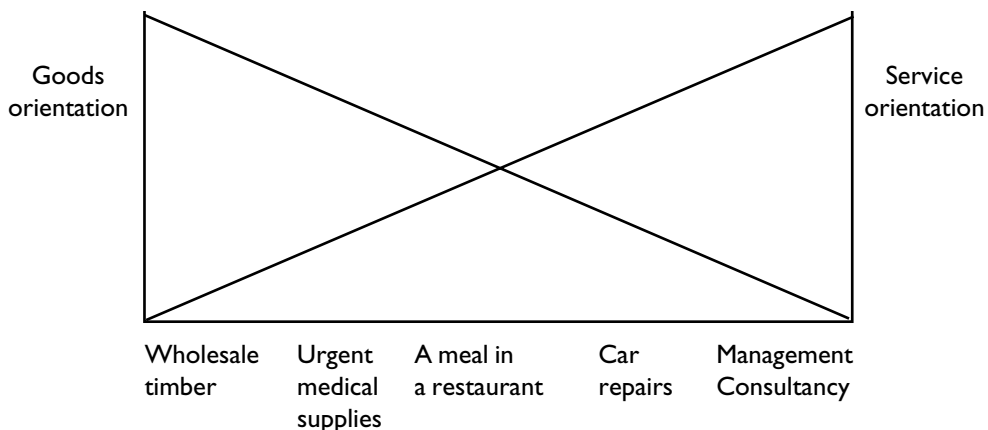 Goods
orientation
Service
orientation
Wholesale
timber
Urgent
medical
supplies
A meal in
a restaurant
Car
repairs
Management
Consultancy